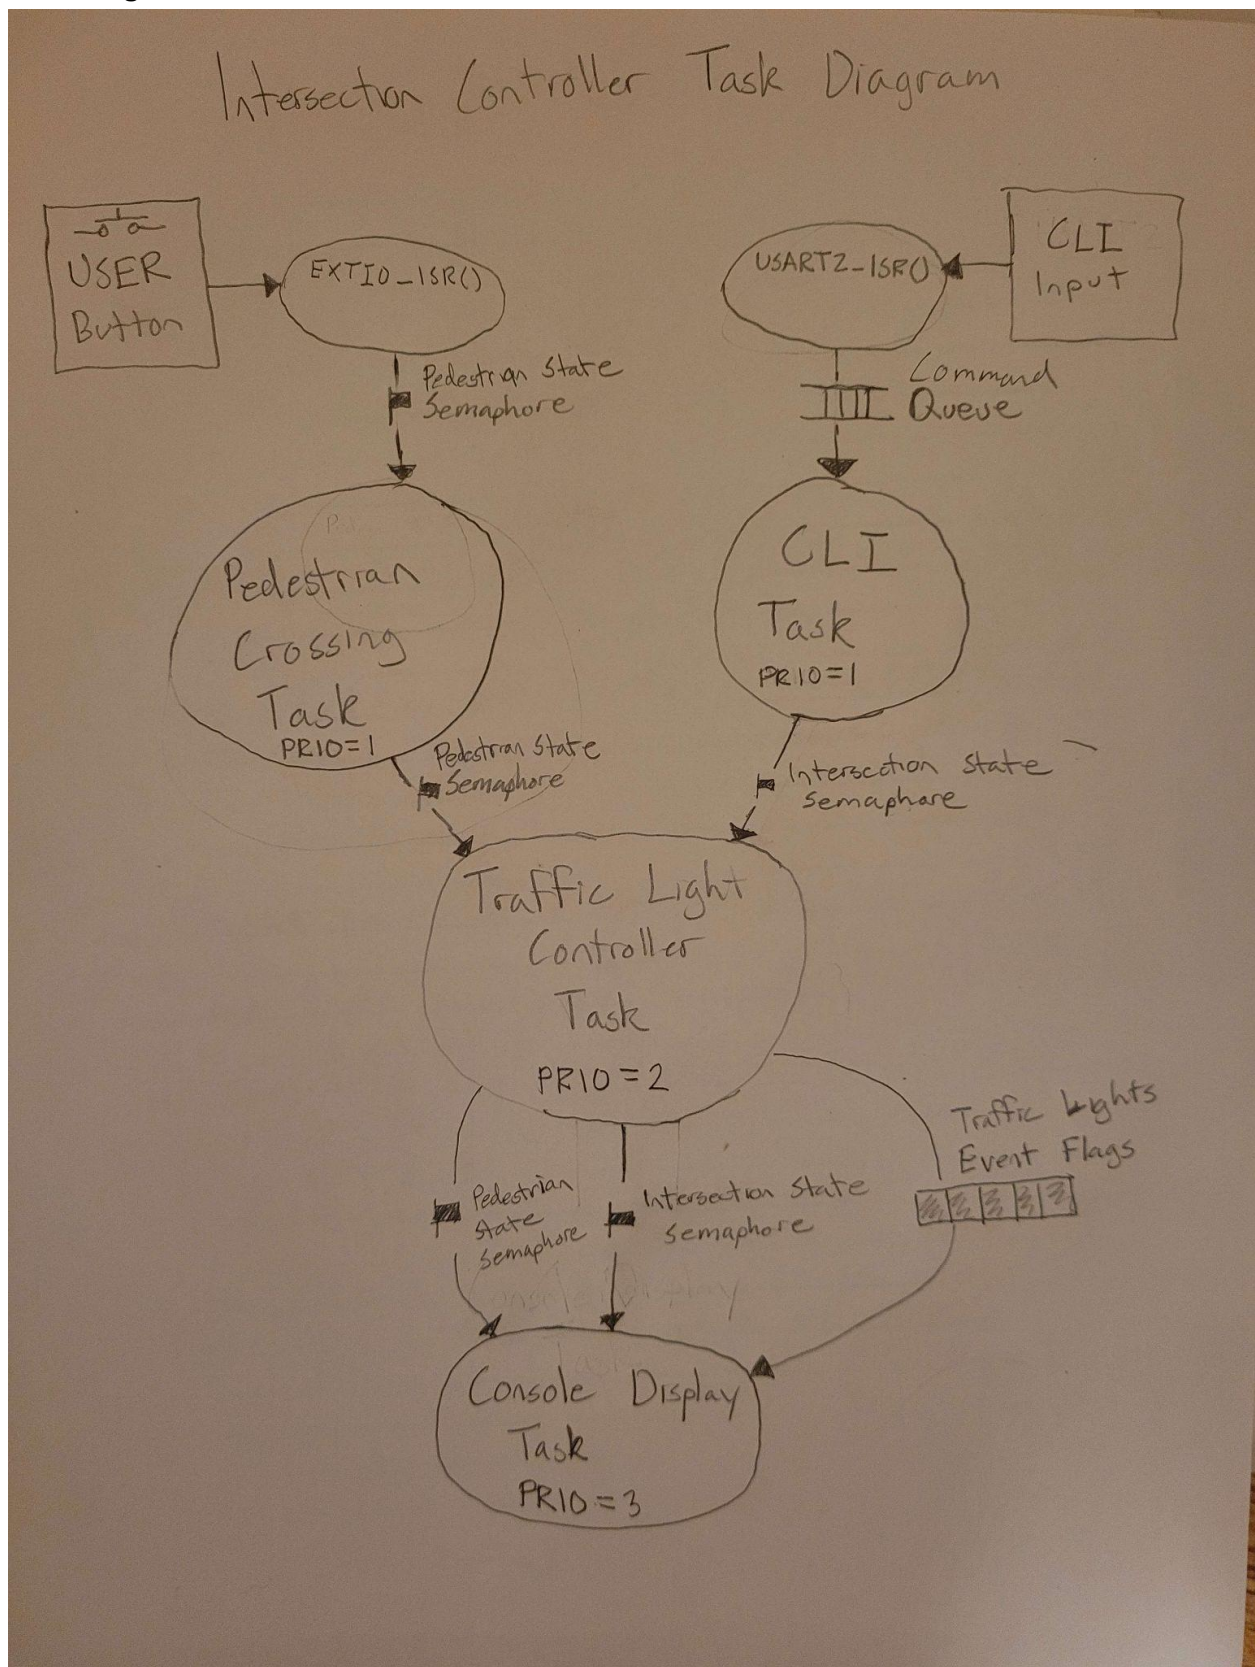 Intersection Controller Task Diagram
USER
Button
EXTI0_ISR()
USART2_ISR()
CLI
Input
Pedestrian State
Semaphore
Command
Queue
Pedestrian
Crossing
Task
PRIO=1
CLI
Task
PRIO=1
Pedestrian State
Semaphore
Intersection State
Semaphore
Traffic Light
Controller
Task
PRIO=2
Traffic Lights
Event Flags
Pedestrian
State
Semaphore
Intersection State
Semaphore
Console Display
Task
PRIO=3